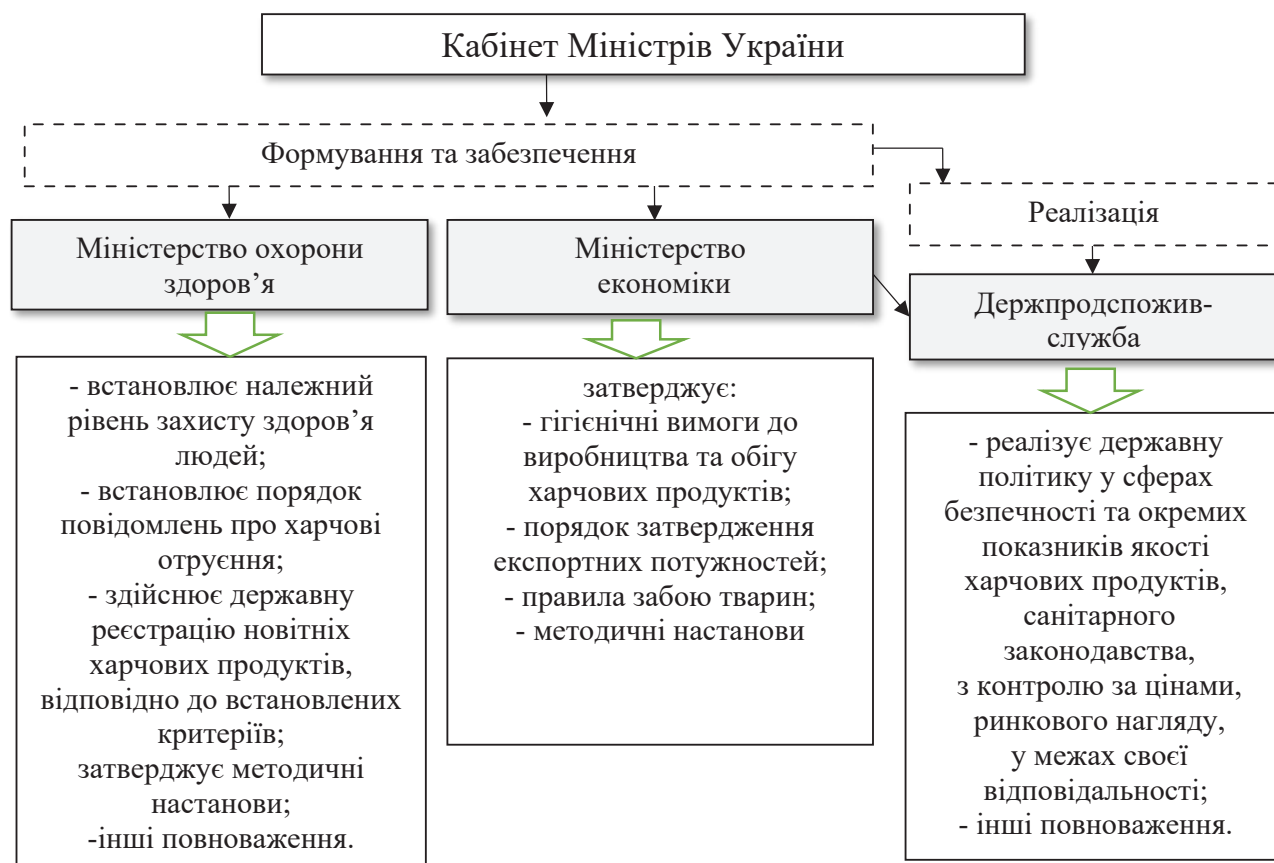 Кабінет Міністрів України
Формування та забезпечення
Реалізація
Міністерство охорони
здоров’я
Міністерство
економіки
Держпродспожив-
служба
- встановлює належний
рівень захисту здоров’я
людей;
- встановлює порядок
повідомлень про харчові
отруєння;
- здійснює державну
реєстрацію новітніх
харчових продуктів,
відповідно до встановлених
критеріїв;
затверджує методичні
настанови;
-інші повноваження.
затверджує:
- гігієнічні вимоги до
виробництва та обігу
харчових продуктів;
- порядок затвердження
експортних потужностей;
- правила забою тварин;
- методичні настанови
- реалізує державну
політику у сферах
безпечності та окремих
показників якості
харчових продуктів,
санітарного
законодавства,
з контролю за цінами,
ринкового нагляду,
у межах своєї
відповідальності;
- інші повноваження.